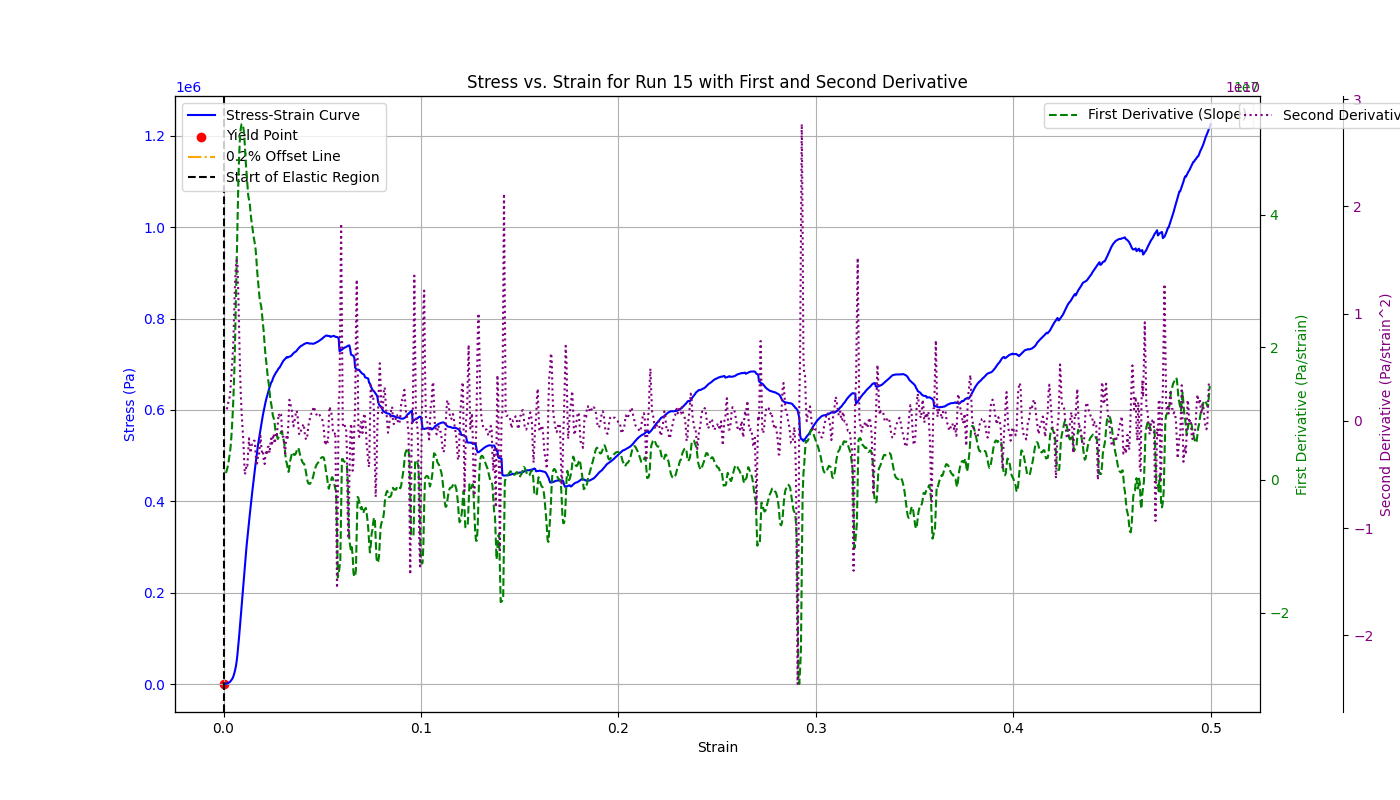 Stress vs. Strain for Run 15 with First and Second Derivative
1e6
Stress-Strain Curve
Yield Point
0.2% Offset Line
Start of Elastic Region
First Derivative (Slope)
Second Derivativ
1.2
1.0
0.8
0.6
0.4
0.2
0.0
Stress (Pa)
0.0
0.1
0.2
0.3
0.4
0.5
Strain
4
2
0
−2
First Derivative (Pa/strain)
3
2
1
0
−1
−2
Second Derivative (Pa/strain^2)